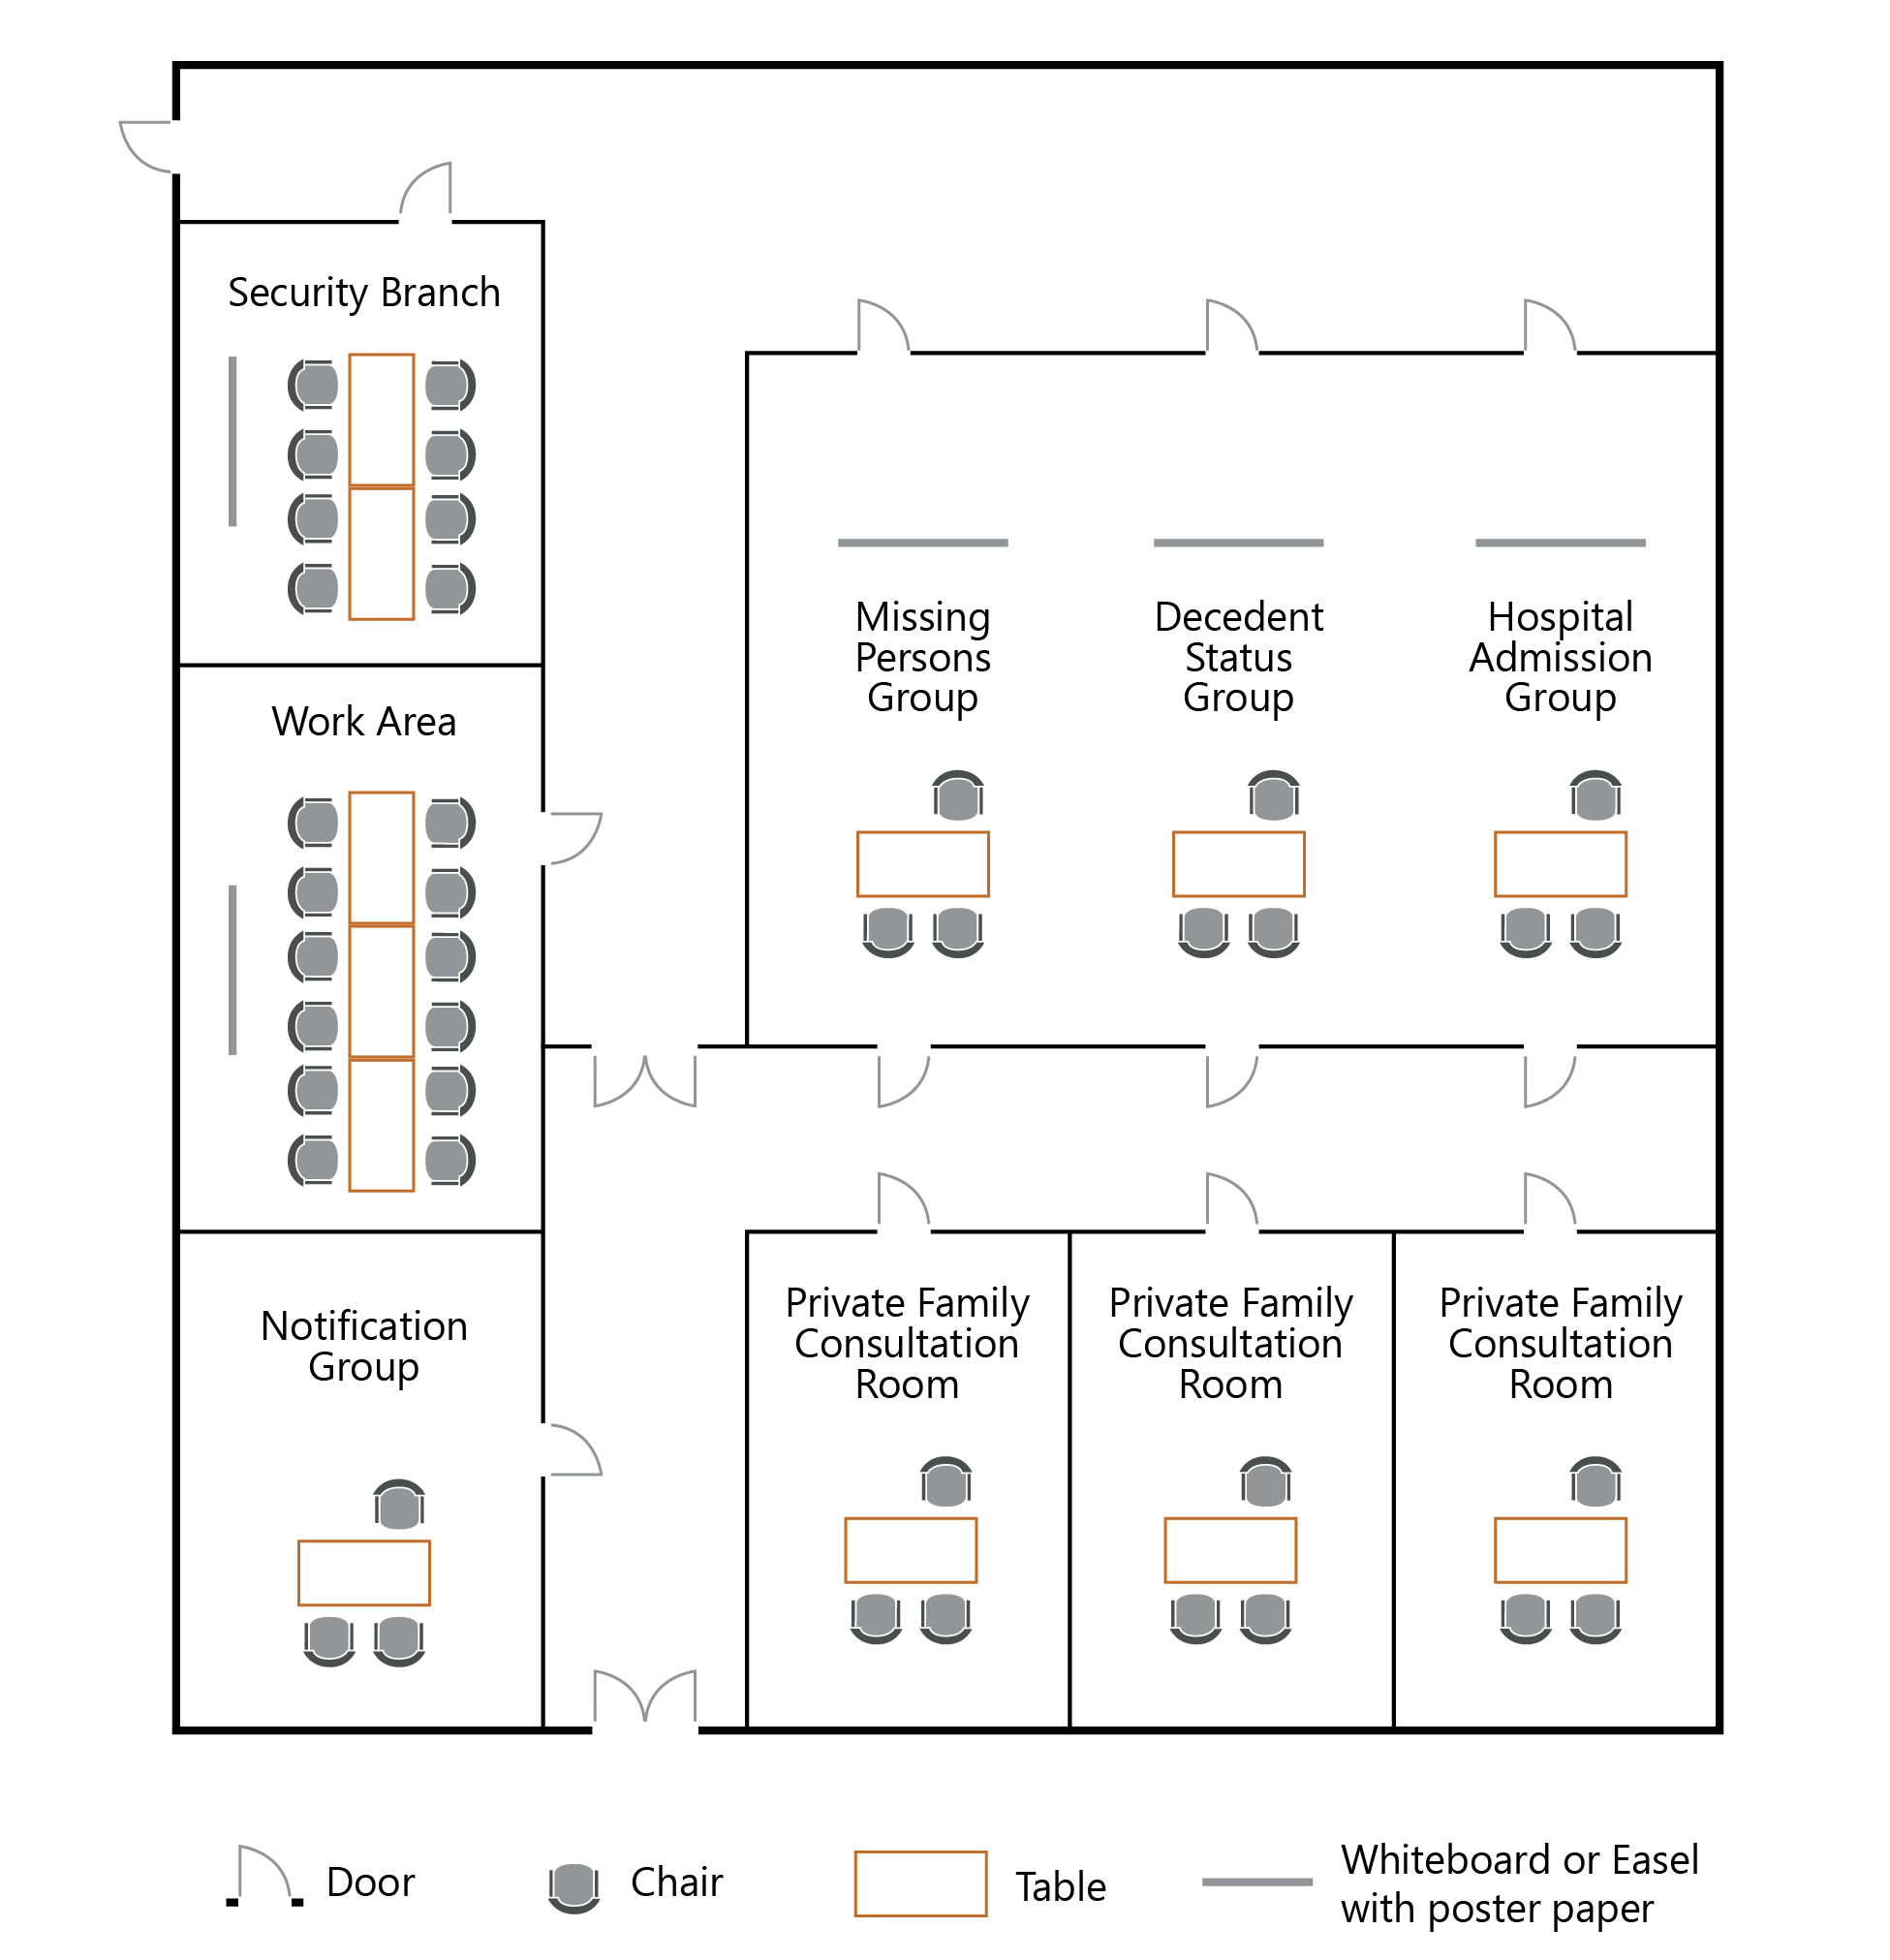 Security Branch
Missing
Persons
Group
Decedent
Status
Group
Hospital
Admission
Group
Work Area
Notification
Group
Private Family
Consultation
Room
Private Family
Consultation
Room
Private Family
Consultation
Room
Door
Chair
Table
Whiteboard or Easel
with poster paper